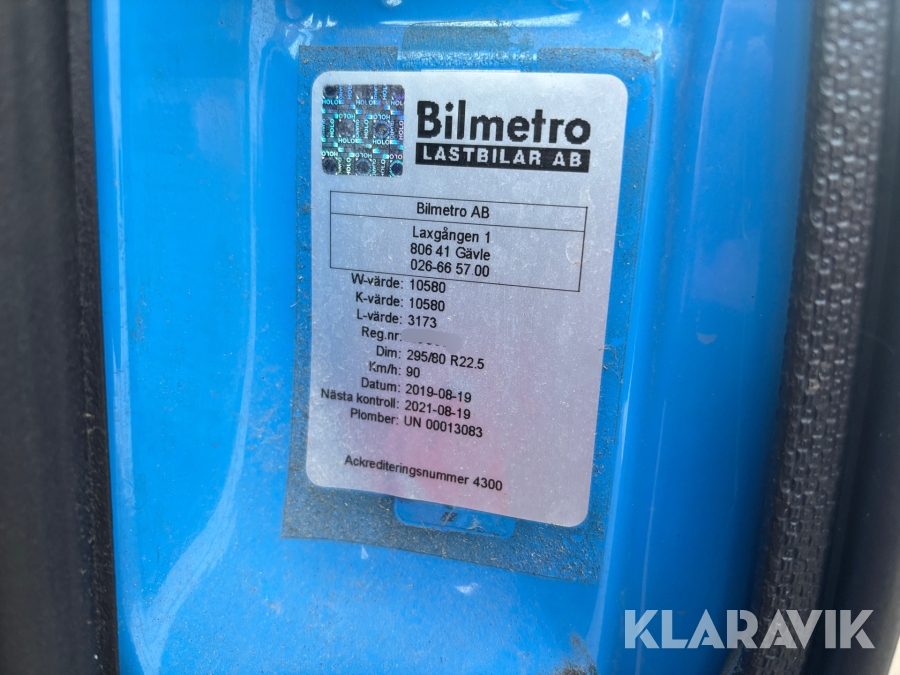 Bilmetro
LASTBILAR AB
Bilmetro AB
Laxgången 1
806 41 Gävle
026-66 57 00
W-värde: 10580
K-värde: 10580
L-värde: 3173
Reg.nr:
Dim: 295/80 R22.5
Km/h: 90
Datum: 2019-08-19
Nästa kontroll: 2021-08-19
Plomber: UN 00013083
Ackrediteringsnummer 4300
KLARAVIK